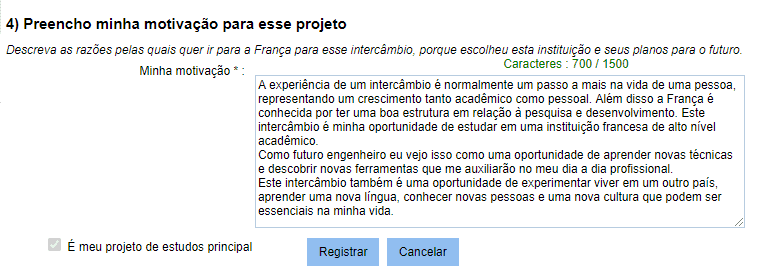 4) Preencho minha motivação para esse projeto
Descreva as razões pelas quais quer ir para a França para esse intercâmbio, porque escolheu esta instituição e seus planos para o futuro.
Caracteres : 700 / 1500
Minha motivação * :
A experiência de um intercâmbio é normalmente um passo a mais na vida de uma pessoa,
representando um crescimento tanto acadêmico como pessoal. Além disso a França é
conhecida por ter uma boa estrutura em relação à pesquisa e desenvolvimento. Este
intercâmbio é minha oportunidade de estudar em uma instituição francesa de alto nível
acadêmico.
Como futuro engenheiro eu vejo isso como uma oportunidade de aprender novas técnicas
e descobrir novas ferramentas que me auxiliarão no meu dia a dia profissional.
Este intercâmbio também é uma oportunidade de experimentar viver em um outro país,
aprender uma nova língua, conhecer novas pessoas e uma nova cultura que podem ser
essenciais na minha vida.
É meu projeto de estudos principal
Registrar
Cancelar